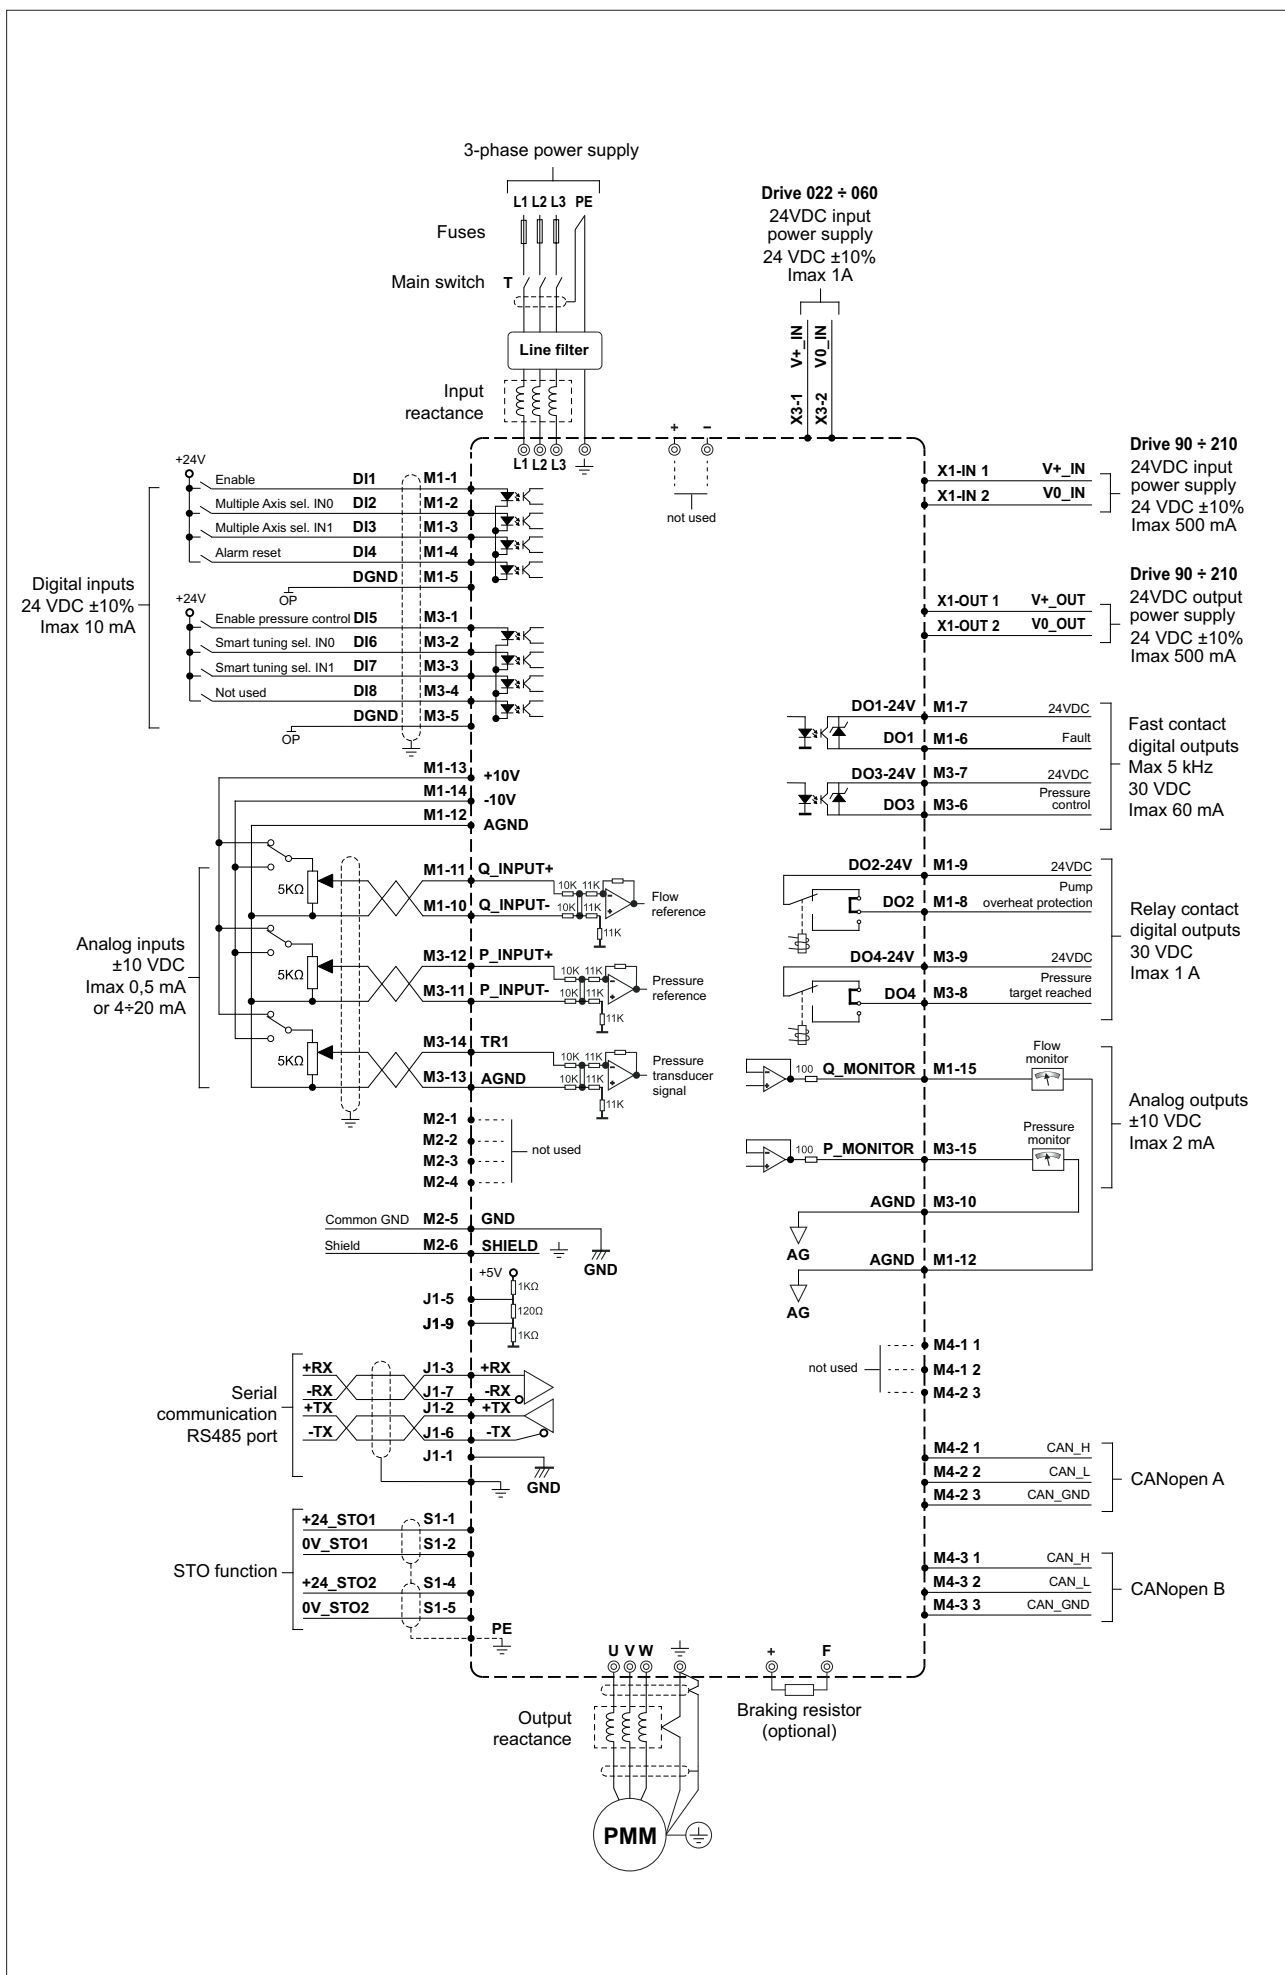 3-phase power supply
L1 L2 L3 PE
Fuses
Main switch T
Line filter
Input
reactance
L1 L2 L3
+ -
not used
Drive 022 ÷ 060
24VDC input
power supply
24 VDC ±10%
Imax 1A
X3-1 V+_IN
X3-2 V0_IN
Drive 90 ÷ 210
24VDC input
power supply
24 VDC ±10%
Imax 500 mA
X1-IN 1 V+_IN
X1-IN 2 V0_IN
Drive 90 ÷ 210
24VDC output
power supply
24 VDC ±10%
Imax 500 mA
X1-OUT 1 V+_OUT
X1-OUT 2 V0_OUT
Digital inputs
24 VDC ±10%
Imax 10 mA
+24V
Enable DI1 M1-1
Multiple Axis sel. IN0 DI2 M1-2
Multiple Axis sel. IN1 DI3 M1-3
Alarm reset DI4 M1-4
DGND M1-5
OP
+24V
Enable pressure control DI5 M3-1
Smart tuning sel. IN0 DI6 M3-2
Smart tuning sel. IN1 DI7 M3-3
Not used DI8 M3-4
DGND M3-5
OP
DO1-24V M1-7 24VDC
DO1 M1-6 Fault
DO3-24V M3-7 24VDC
DO3 M3-6 Pressure
control
Fast contact
digital outputs
Max 5 kHz
30 VDC
Imax 60 mA
DO2-24V M1-9 24VDC
DO2 M1-8 Pump
overheat protection
DO4-24V M3-9 24VDC
DO4 M3-8 Pressure
target reached
Relay contact
digital outputs
30 VDC
Imax 1 A
M1-13 +10V
M1-14 -10V
M1-12 AGND
Analog inputs
±10 VDC
Imax 0,5 mA
or 4÷20 mA
5KΩ
M1-11 Q_INPUT+
M1-10 Q_INPUT-
10K 11K
10K 11K
11K
Flow
reference
5KΩ
M3-12 P_INPUT+
M3-11 P_INPUT-
10K 11K
10K 11K
11K
Pressure
reference
5KΩ
M3-14 TR1
M3-13 AGND
10K 11K
10K 11K
11K
Pressure
transducer
signal
M2-1
M2-2
M2-3
M2-4
not used
100 Q_MONITOR M1-15
Flow
monitor
100 P_MONITOR M3-15
Pressure
monitor
Analog outputs
±10 VDC
Imax 2 mA
AGND M3-10
AG
AGND M1-12
AG
Common GND M2-5 GND
Shield M2-6 SHIELD
GND
+5V
1KΩ
J1-5
120Ω
J1-9
1KΩ
Serial
communication
RS485 port
+RX J1-3 +RX
-RX J1-7 -RX
+TX J1-2 +TX
-TX J1-6 -TX
J1-1
GND
not used
M4-1 1
M4-1 2
M4-2 3
M4-2 1 CAN_H
M4-2 2 CAN_L
M4-2 3 CAN_GND
CANopen A
M4-3 1 CAN_H
M4-3 2 CAN_L
M4-3 3 CAN_GND
CANopen B
STO function
+24_STO1 S1-1
0V_STO1 S1-2
+24_STO2 S1-4
0V_STO2 S1-5
PE
U V W
+ F
Output
reactance
Braking resistor
(optional)
PMM